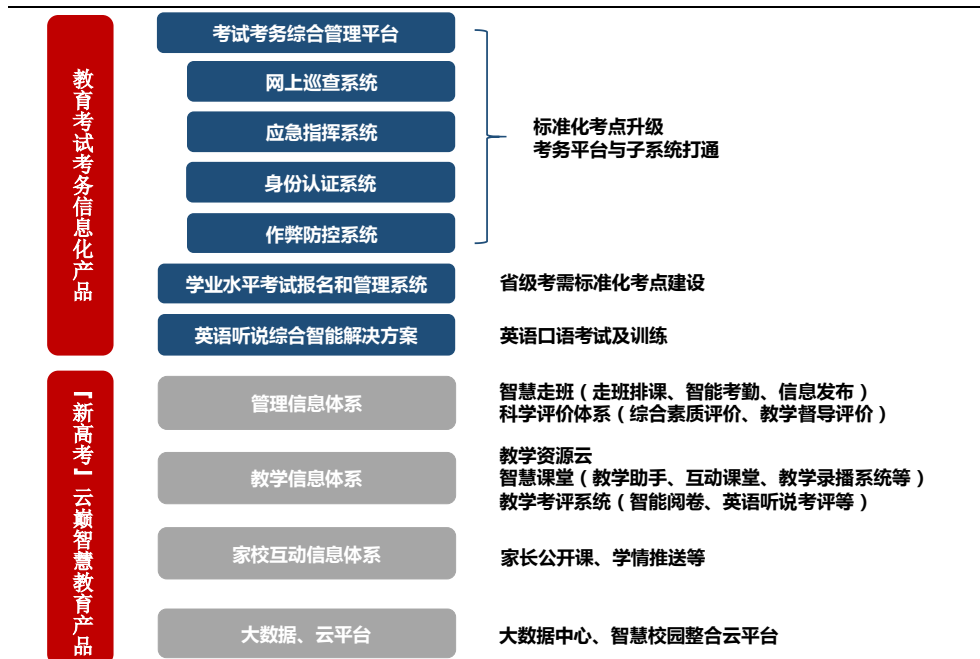 教育考试考务信息化产品
考试考务综合管理平台
网上巡查系统
应急指挥系统
身份认证系统
作弊防控系统
标准化考点升级
考务平台与子系统打通
学业水平考试报名和管理系统
省级考需标准化考点建设
英语听说综合智能解决方案
英语口语考试及训练
『新高考』云巅智慧教育产品
管理信息体系
智慧走班（走班排课、智能考勤、信息发布）
科学评价体系（综合素质评价、教学督导评价）
教学信息体系
教学资源云
智慧课堂（教学助手、互动课堂、教学录播系统等）
教学考评系统（智能阅卷、英语听说考评等）
家校互动信息体系
家长公开课、学情推送等
大数据、云平台
大数据中心、智慧校园整合云平台